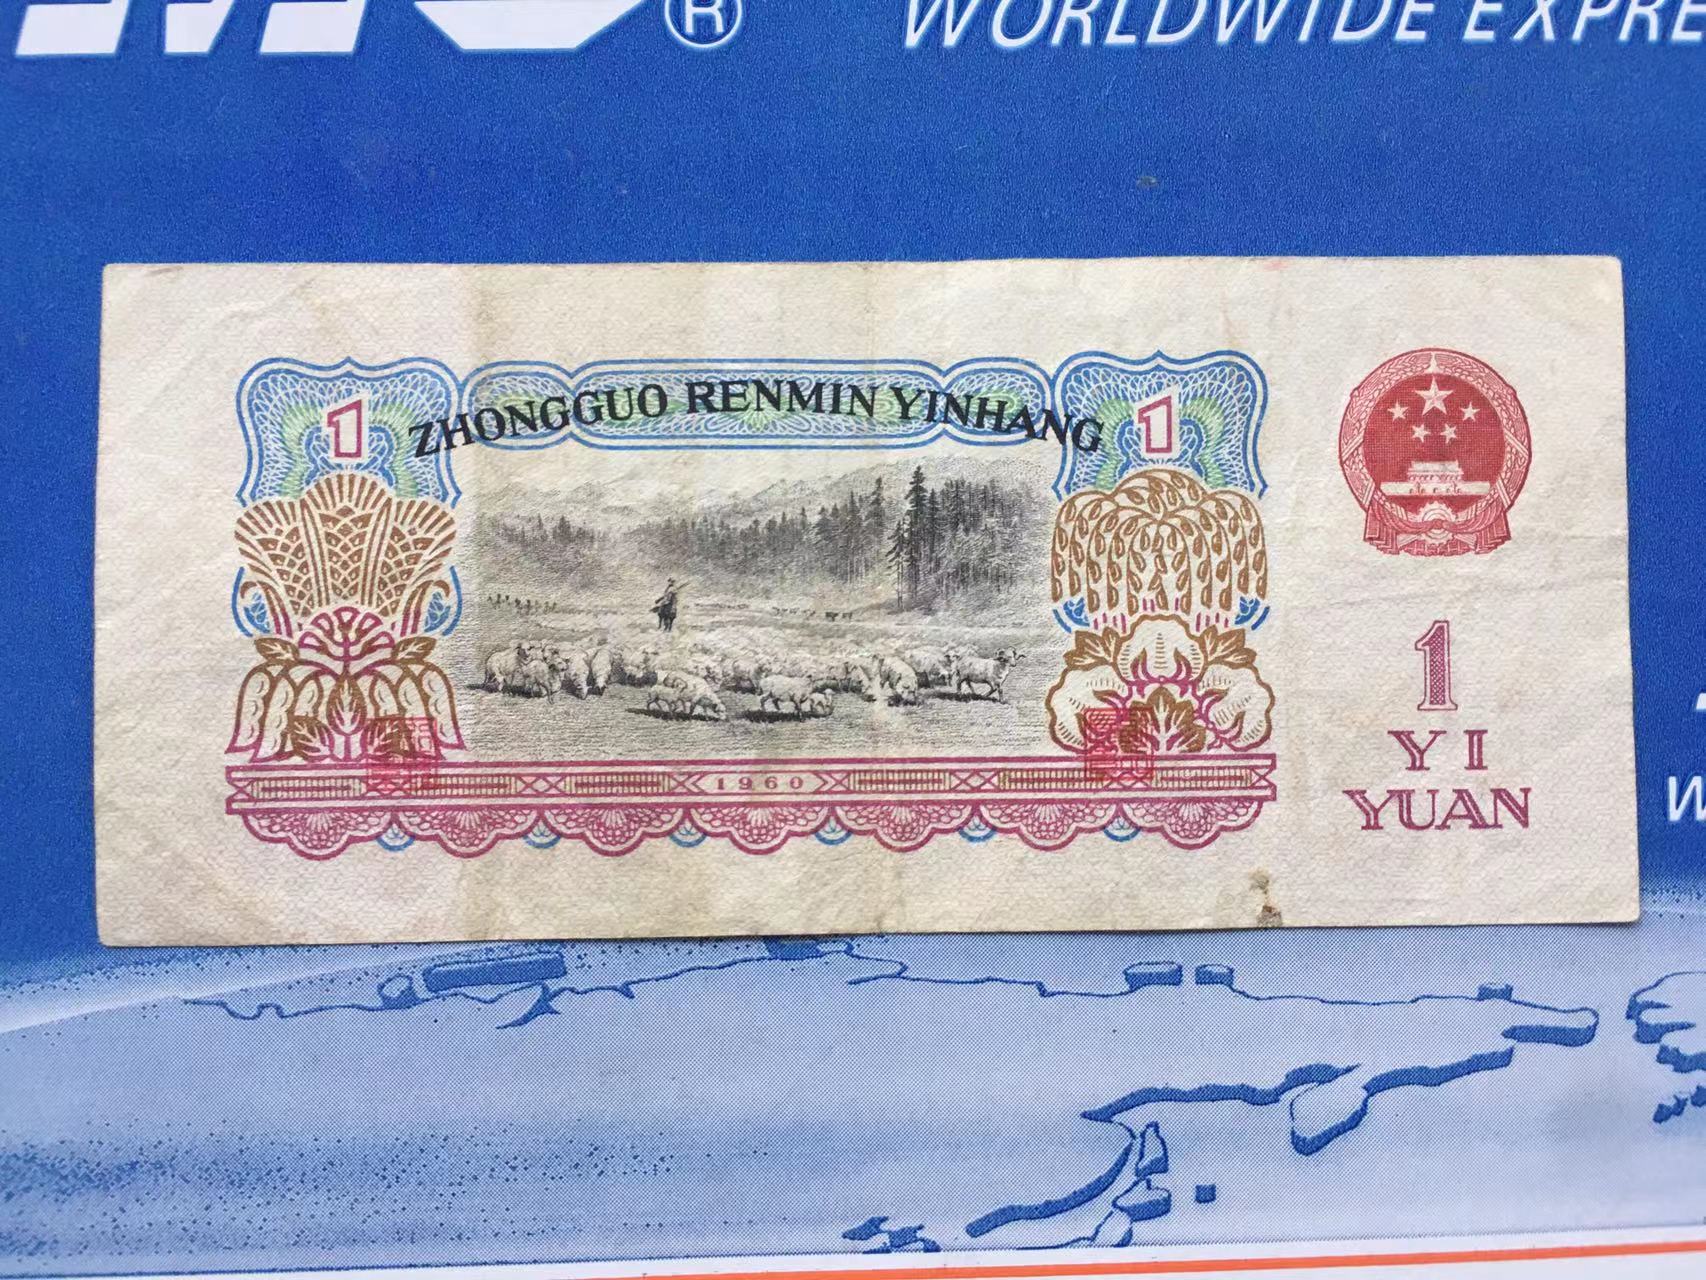 ® WORLDWIDE EXPRE
ZHONGGUO RENMIN YINHANG
1
1
1960
1
YI
YUAN